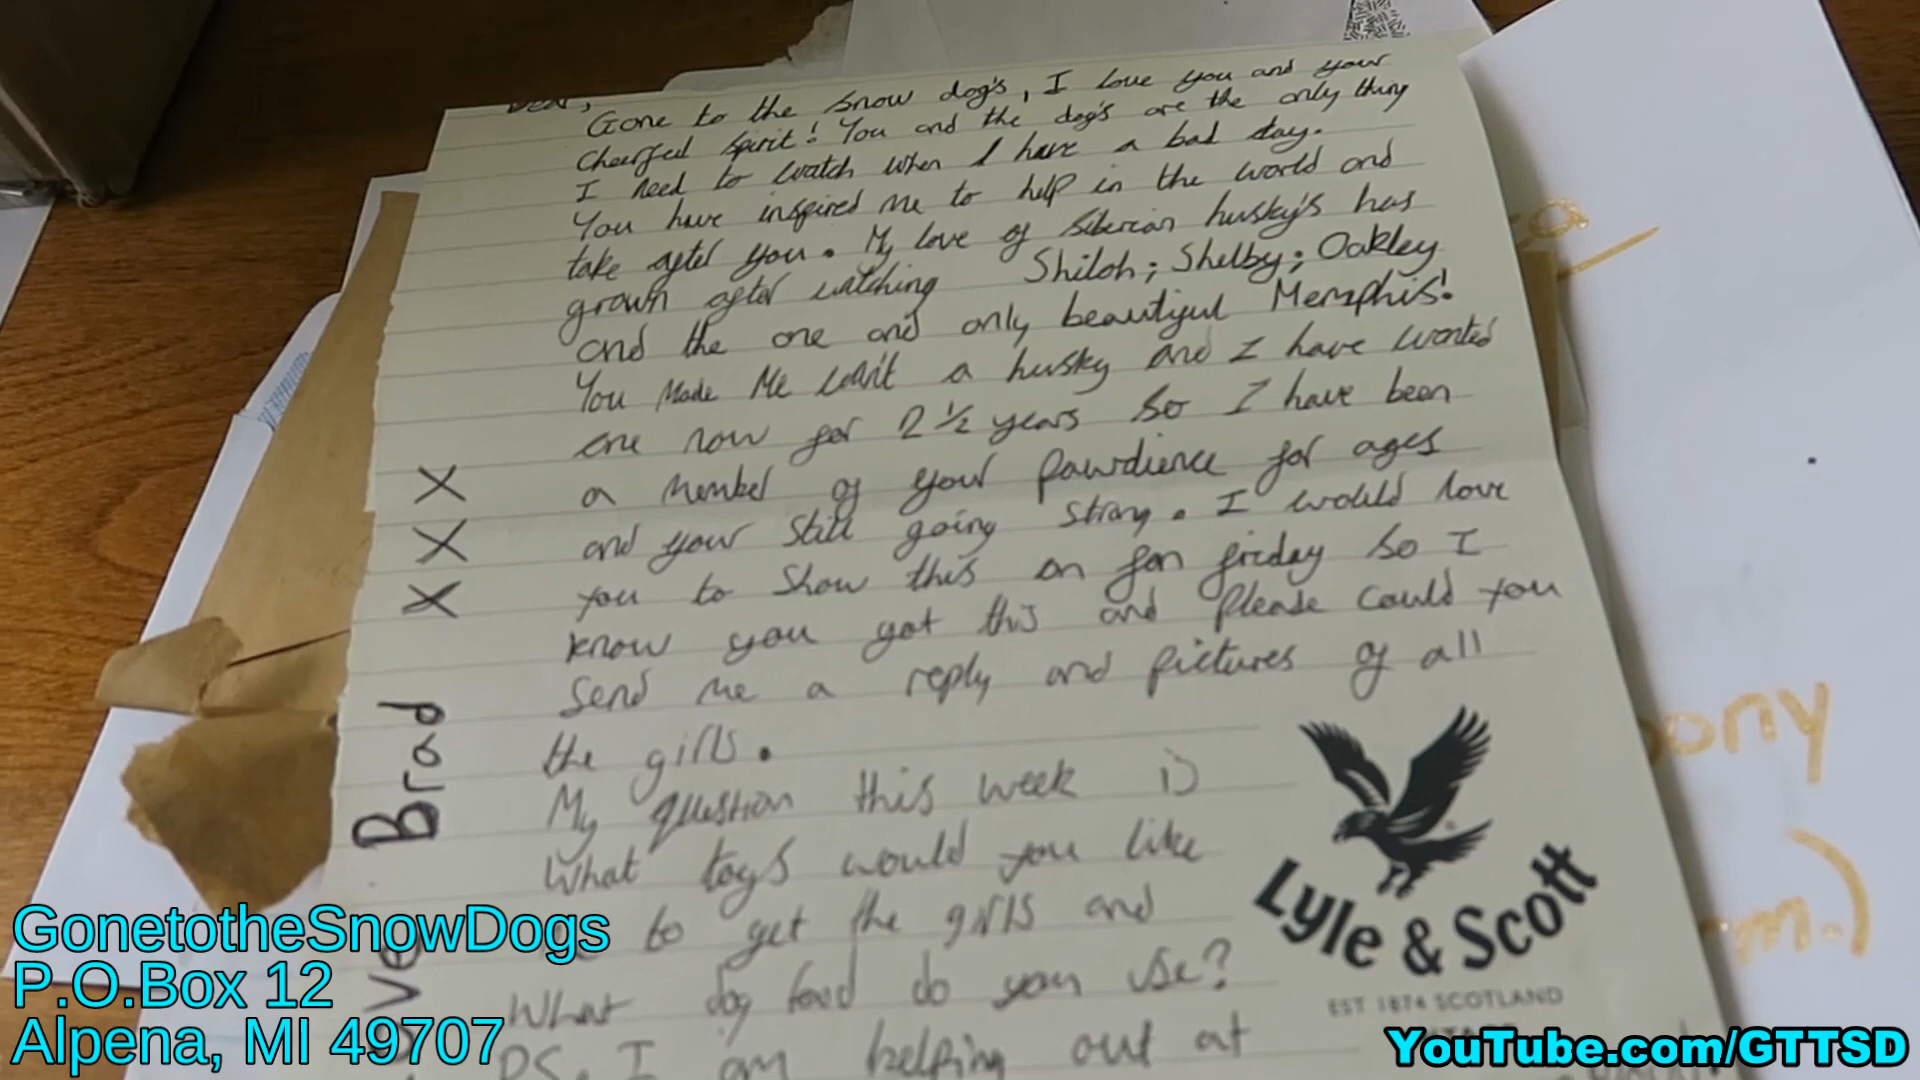 Dear,
Gone to the Snow dog's, I love you and your
Cheerful Spirit! You and the dog's are the only thing
I need to watch when I have a bad day.
You have inspired me to help in the world and
take after you. My love of Siberian husky's has
grown after watching Shiloh; Shelby; Oakley
and the one and only beautiful Memphis!
You Made Me want a husky and I have wanted
one now for 2 ½ years So I have been
a member of your pawdience for ages
and your Still going Strong. I would love
you to Show this on fan friday So I
know you got this and please could you
Send me a reply and pictures of all
the girls.
My question this week is
What toys would you like
to get the girls and
What dog food do you use?
PS. I am helping out at
Brad
X X X
Lyle & Scott
EST 1874 SCOTLAND
ony
GonetotheSnowDogs
P.O.Box 12
Alpena, MI 49707
YouTube.com/GTTSD